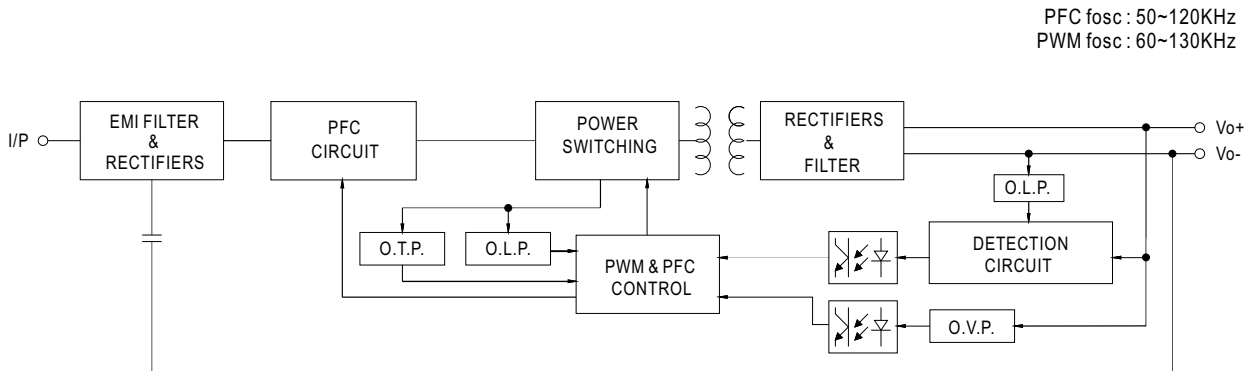 PFC fosc : 50~120KHz
PWM fosc : 60~130KHz
I/P
EMI FILTER
&
RECTIFIERS
PFC
CIRCUIT
POWER
SWITCHING
RECTIFIERS
&
FILTER
Vo+
Vo-
O.L.P.
O.T.P.
O.L.P.
PWM & PFC
CONTROL
DETECTION
CIRCUIT
O.V.P.